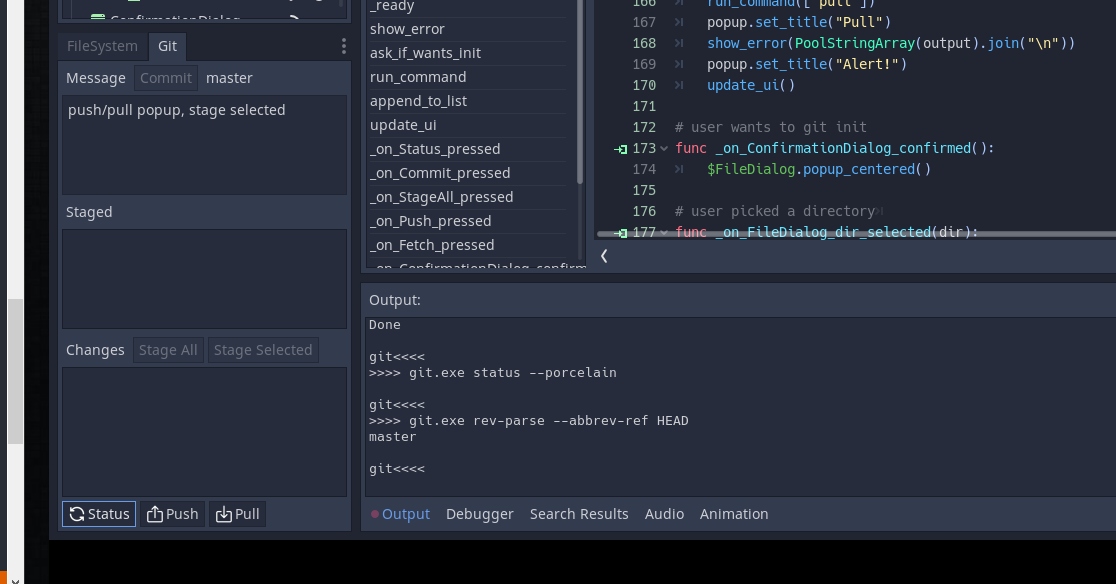 ConfirmationDialog
FileSystem
Git
Message
Commit
master
push/pull popup, stage selected
Staged
Changes
Stage All
Stage Selected
Status
Push
Pull
_ready
show_error
ask_if_wants_init
run_command
append_to_list
update_ui
_on_Status_pressed
_on_Commit_pressed
_on_StageAll_pressed
_on_Push_pressed
_on_Fetch_pressed
_on_ConfirmationDialog_confirm
166 run_command(["pull"])
167 popup.set_title("Pull")
168 show_error(PoolStringArray(output).join("\n"))
169 popup.set_title("Alert!")
170 update_ui()
171
172 # user wants to git init
173 func _on_ConfirmationDialog_confirmed():
174 $FileDialog.popup_centered()
175
176 # user picked a directory
177 func _on_FileDialog_dir_selected(dir):
Output:
Done
git<<<<
>>>> git.exe status --porcelain
git<<<<
>>>> git.exe rev-parse --abbrev-ref HEAD
master
git<<<<
Output
Debugger
Search Results
Audio
Animation